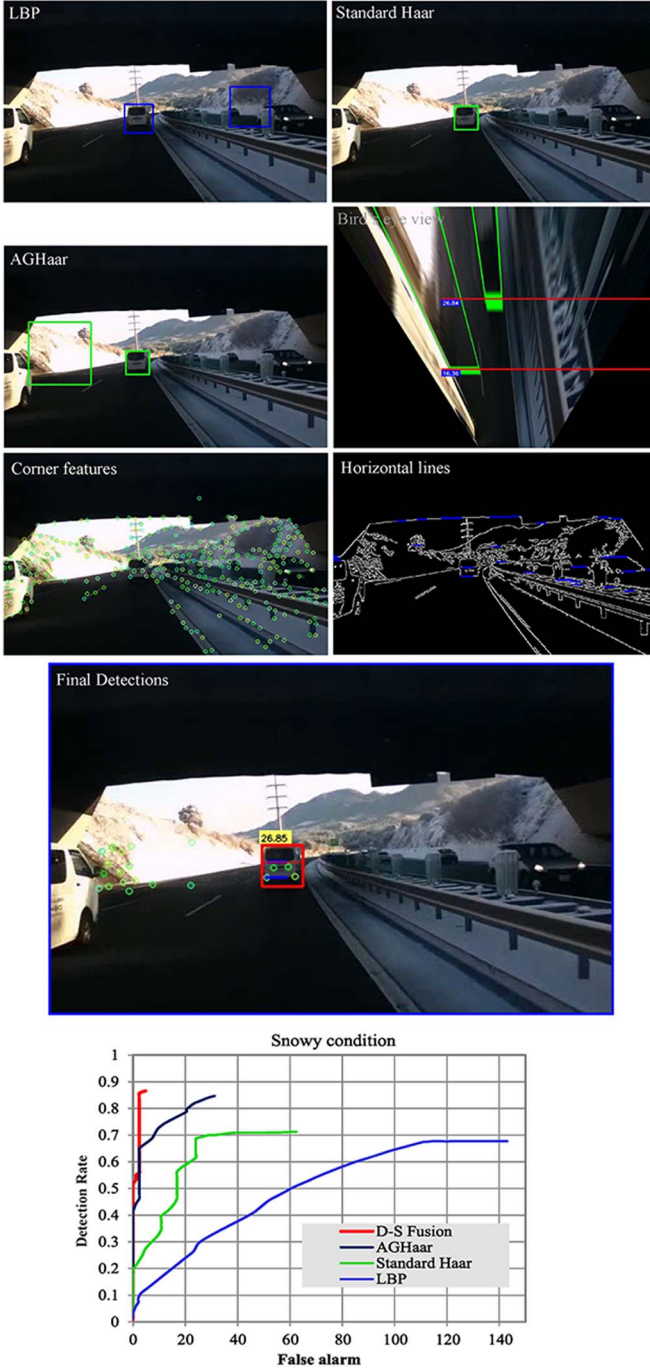 LBP
Standard Haar
AGHaar
Bird's eye view
26.84
16.36
Corner features
Horizontal lines
Final Detections
26.85
Snowy condition
Detection Rate
1
0.9
0.8
0.7
0.6
0.5
0.4
0.3
0.2
0.1
0
D-S Fusion
AGHaar
Standard Haar
LBP
0 20 40 60 80 100 120 140
False alarm